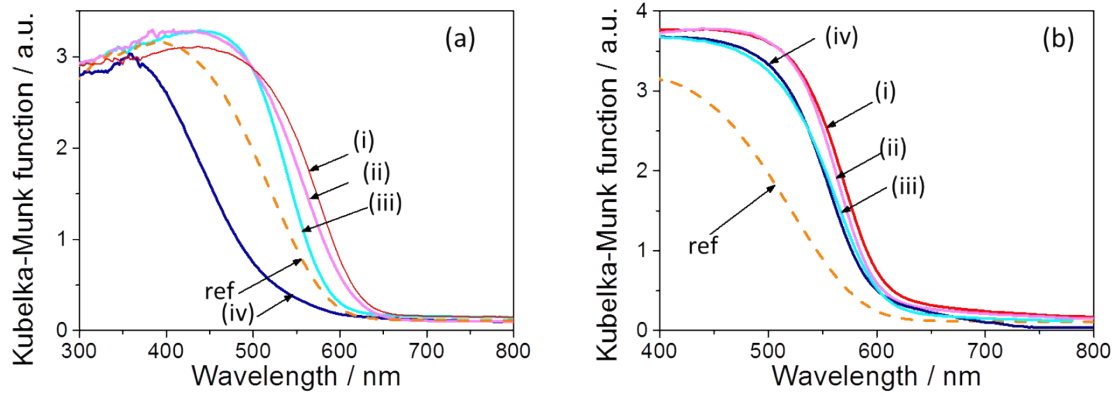 Kubelka-Munk function / a.u.
3
2
1
0
(a)
(i)
(ii)
(iii)
ref
(iv)
300 400 500 600 700 800
Wavelength / nm
Kubelka-Munk function / a.u.
4
3
2
1
0
(b)
(iv)
(i)
(ii)
(iii)
ref
400 500 600 700 800
Wavelength / nm